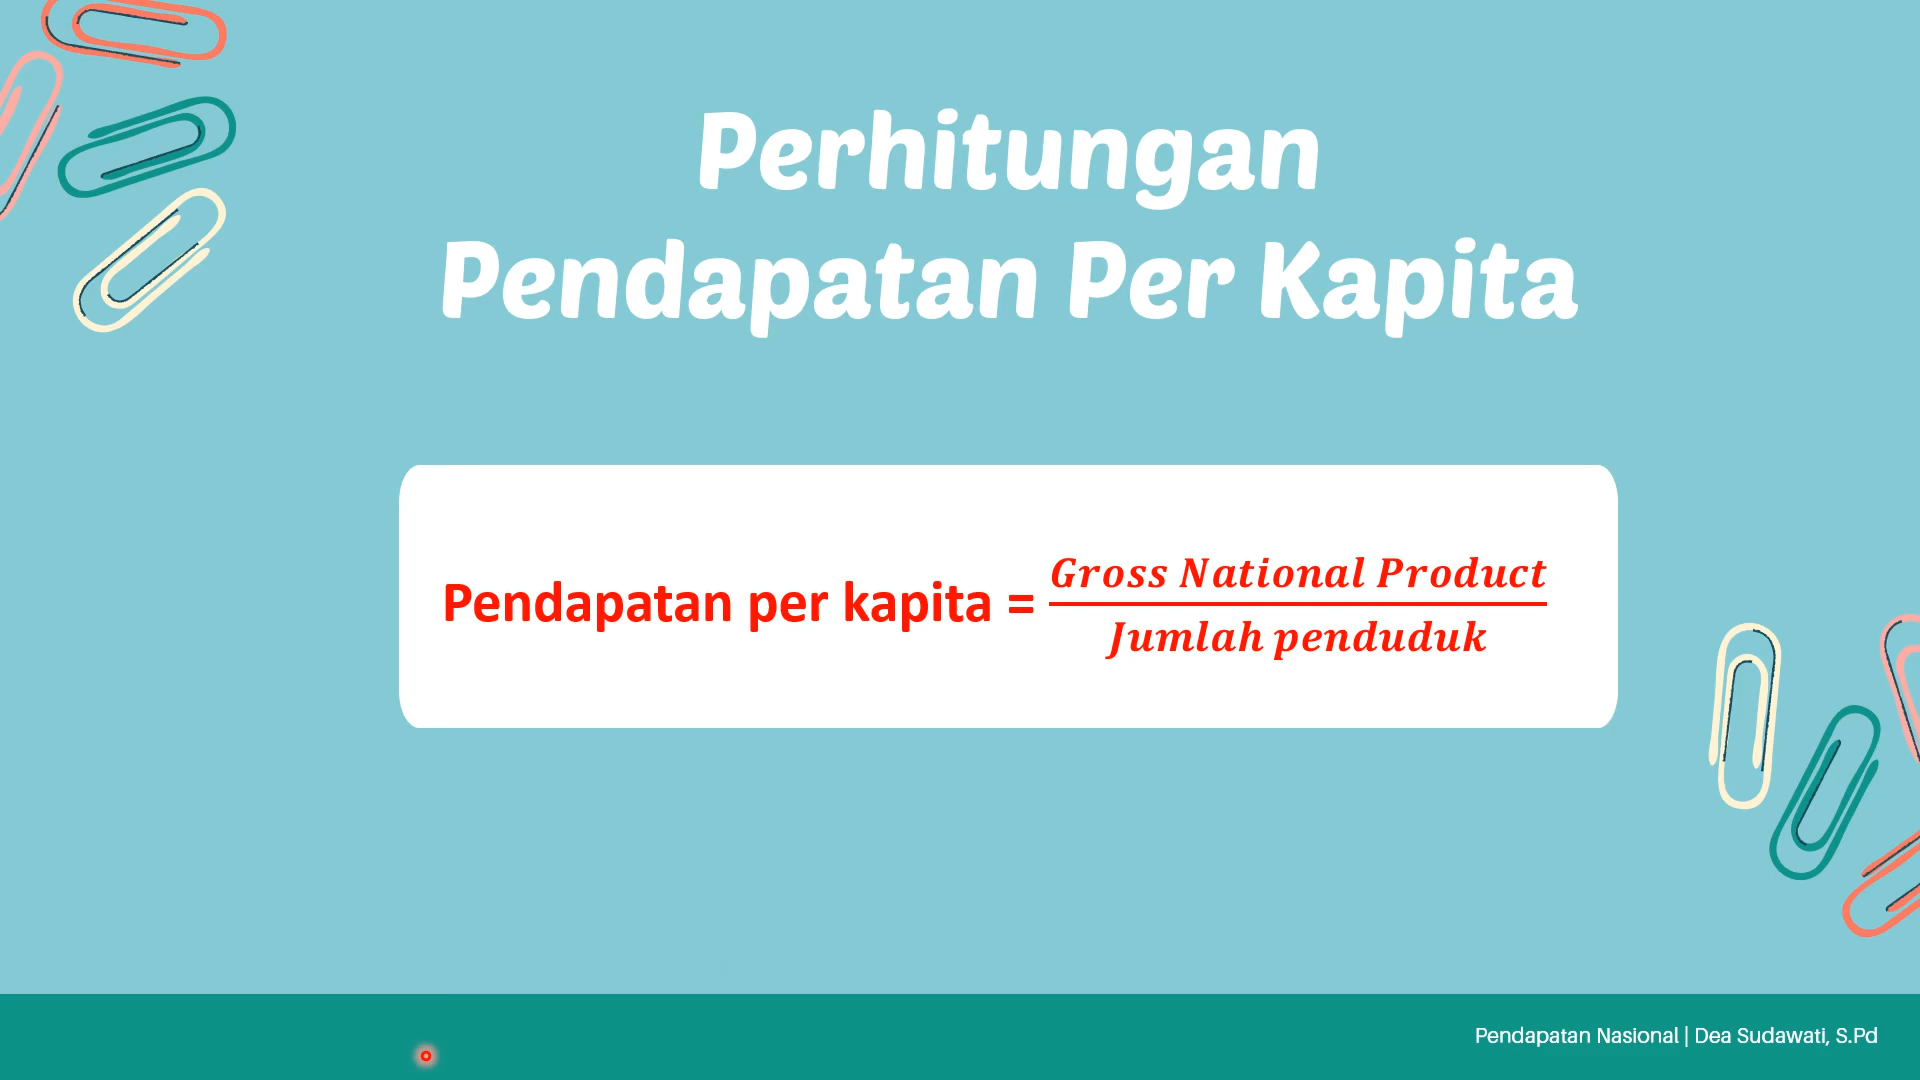 Perhitungan
Pendapatan Per Kapita
Pendapatan per kapita = Gross National Product / Jumlah penduduk
Pendapatan Nasional | Dea Sudawati, S.Pd